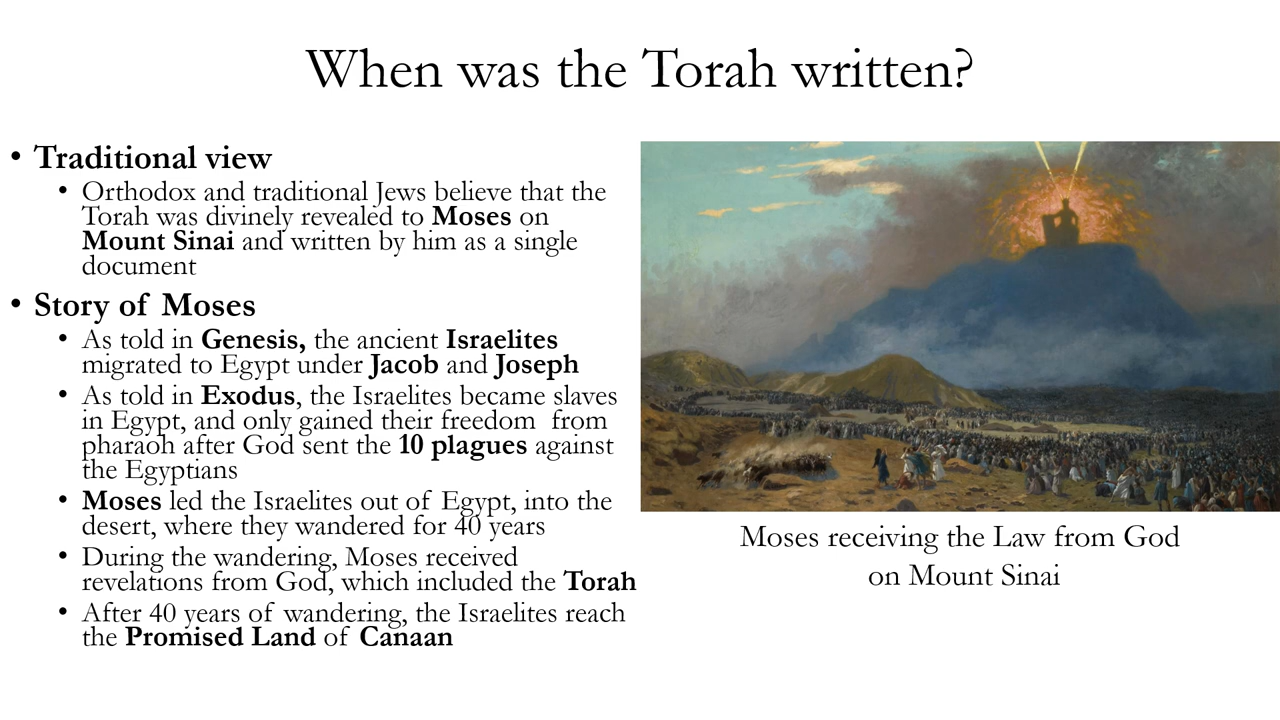 When was the Torah written?
• Traditional view
• Orthodox and traditional Jews believe that the
Torah was divinely revealed to Moses on
Mount Sinai and written by him as a single
document
• Story of Moses
• As told in Genesis, the ancient Israelites
migrated to Egypt under Jacob and Joseph
• As told in Exodus, the Israelites became slaves
in Egypt, and only gained their freedom from
pharaoh after God sent the 10 plagues against
the Egyptians
• Moses led the Israelites out of Egypt, into the
desert, where they wandered for 40 years
• During the wandering, Moses received
revelations from God, which included the Torah
• After 40 years of wandering, the Israelites reach
the Promised Land of Canaan
Moses receiving the Law from God
on Mount Sinai